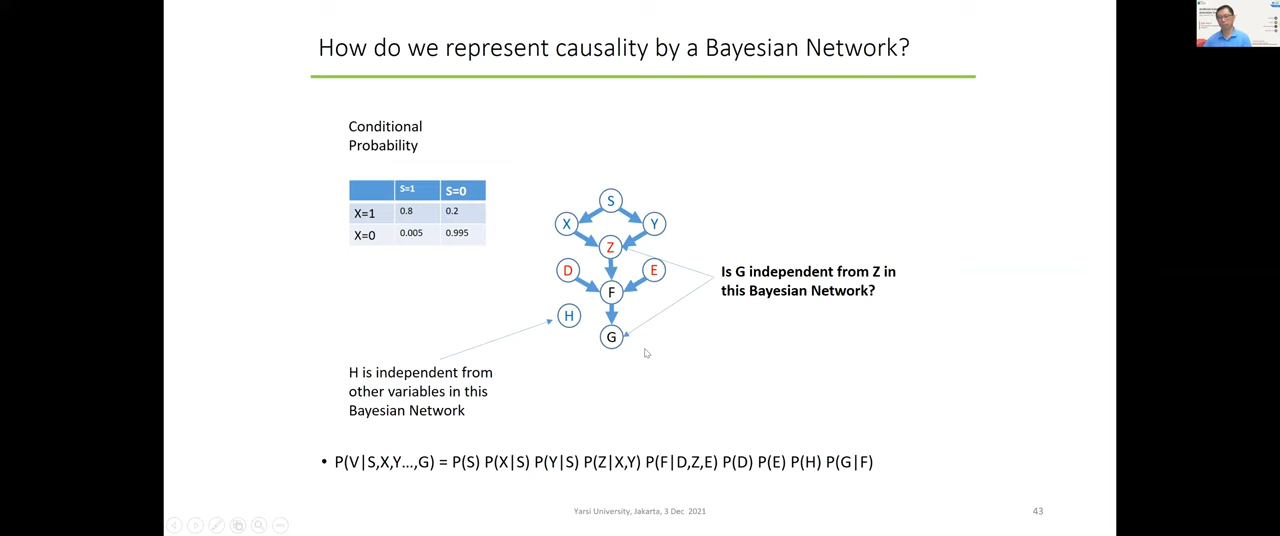 How do we represent causality by a Bayesian Network?
Conditional
Probability
S=1 S=0
X=1 0.8 0.2
X=0 0.005 0.995
S
X Y
Z
D E
F
H
G
Is G independent from Z in
this Bayesian Network?
H is independent from
other variables in this
Bayesian Network
• P(V|S,X,Y…,G) = P(S) P(X|S) P(Y|S) P(Z|X,Y) P(F|D,Z,E) P(D) P(E) P(H) P(G|F)
Yarsi University, Jakarta, 3 Dec 2021
43